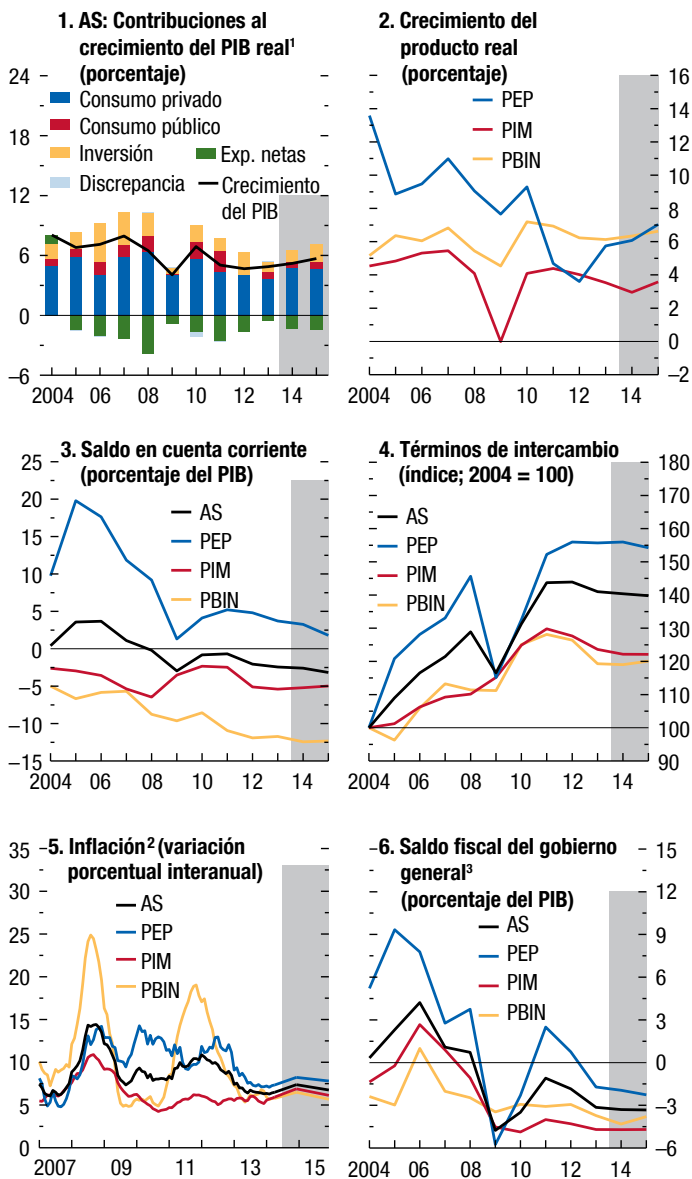 1. AS: Contribuciones al
crecimiento del PIB real¹
(porcentaje)
24
18
12
6
0
–6
Consumo privado
Consumo público
Inversión
Exp. netas
Discrepancia
Crecimiento
del PIB
2004 06 08 10 12 14
2. Crecimiento del
producto real
(porcentaje)
PEP
PIM
PBIN
16
14
12
10
8
6
4
2
0
–2
2004 06 08 10 12 14
3. Saldo en cuenta corriente
(porcentaje del PIB)
25
20
15
10
5
0
–5
–10
–15
AS
PEP
PIM
PBIN
2004 06 08 10 12 14
4. Términos de intercambio
(índice; 2004 = 100)
AS
PEP
PIM
PBIN
180
170
160
150
140
130
120
110
100
90
2004 06 08 10 12 14
5. Inflación² (variación
porcentual interanual)
35
30
25
20
15
10
5
0
AS
PEP
PIM
PBIN
2007 09 11 13 15
6. Saldo fiscal del gobierno
general³
(porcentaje del PIB)
AS
PEP
PIM
PBIN
15
12
9
6
3
0
–3
–6
2004 06 08 10 12 14